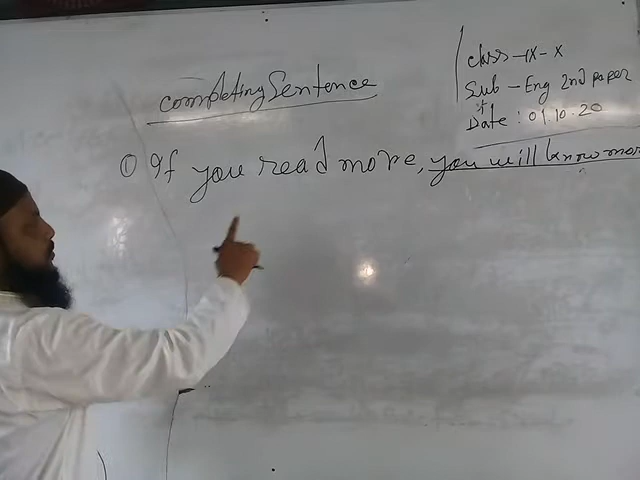 Completing Sentence
Class - IX - X
Sub - Eng 2nd paper
Date : 01.10.20
① If you read more, you will know mor